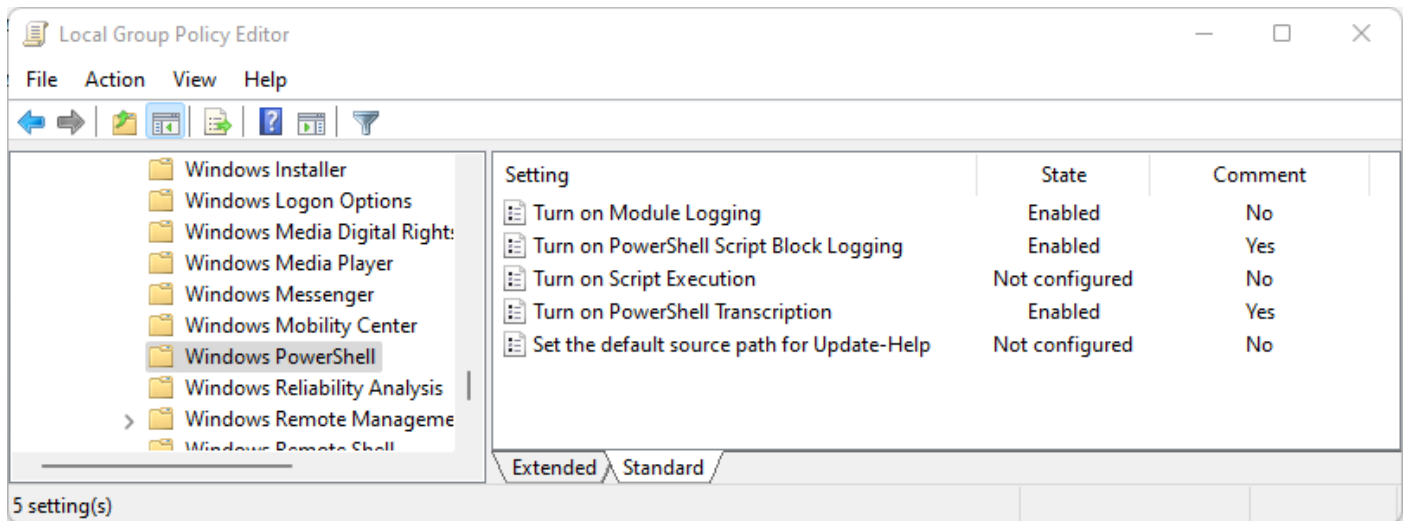 Local Group Policy Editor
File Action View Help
Windows Installer
Windows Logon Options
Windows Media Digital Rights
Windows Media Player
Windows Messenger
Windows Mobility Center
Windows PowerShell
Windows Reliability Analysis
Windows Remote Manageme
Windows Remote Shell
Setting State Comment
Turn on Module Logging Enabled No
Turn on PowerShell Script Block Logging Enabled Yes
Turn on Script Execution Not configured No
Turn on PowerShell Transcription Enabled Yes
Set the default source path for Update-Help Not configured No
Extended Standard
5 setting(s)